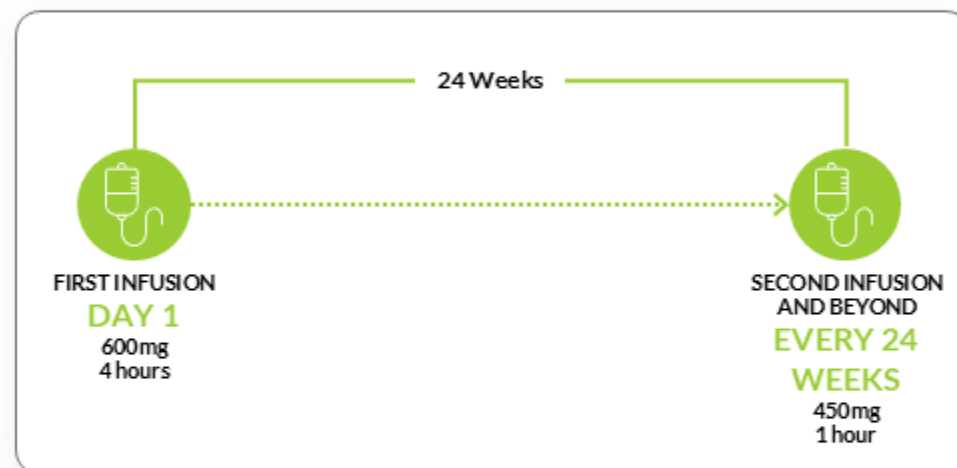 24 Weeks
FIRST INFUSION
DAY 1
600mg
4 hours
SECOND INFUSION
AND BEYOND
EVERY 24
WEEKS
450mg
1 hour